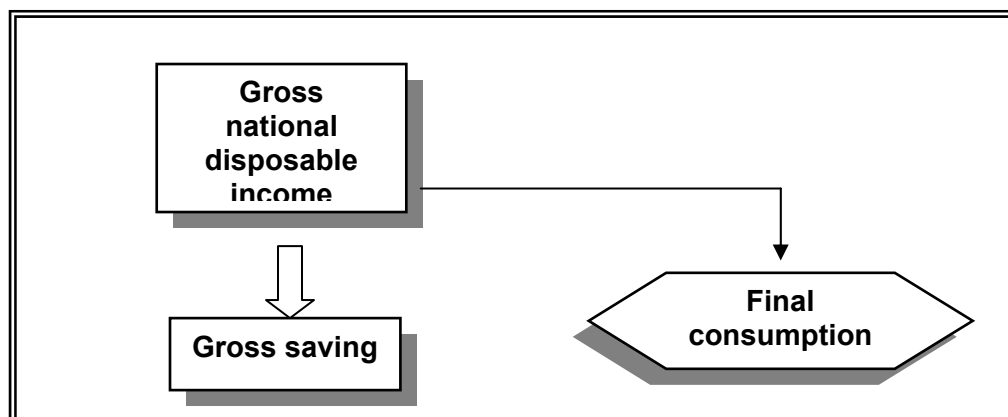 Gross
national
disposable
income
Gross saving
Final
consumption